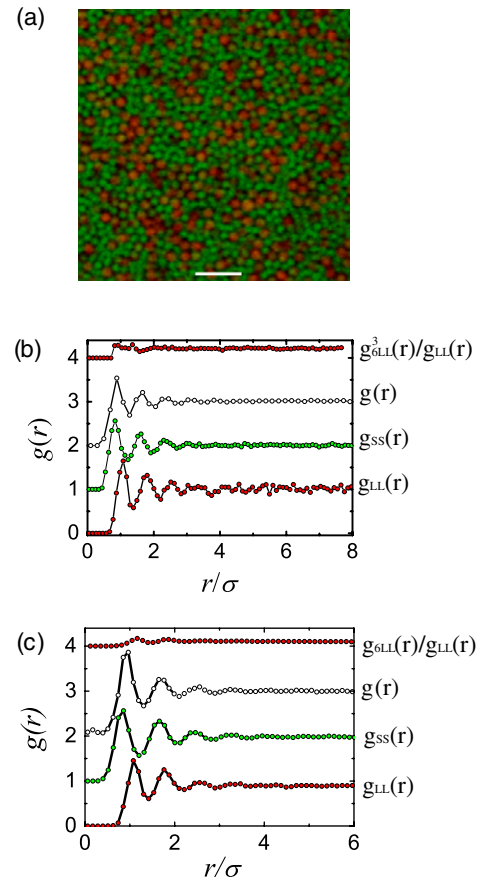 (a)
(b)
g(r)
4
3
2
1
0
g³6LL(r)/gLL(r)
g(r)
gSS(r)
gLL(r)
0 2 4 6 8
r/σ
(c)
g(r)
4
3
2
1
0
g6LL(r)/gLL(r)
g(r)
gSS(r)
gLL(r)
0 2 4 6
r/σ